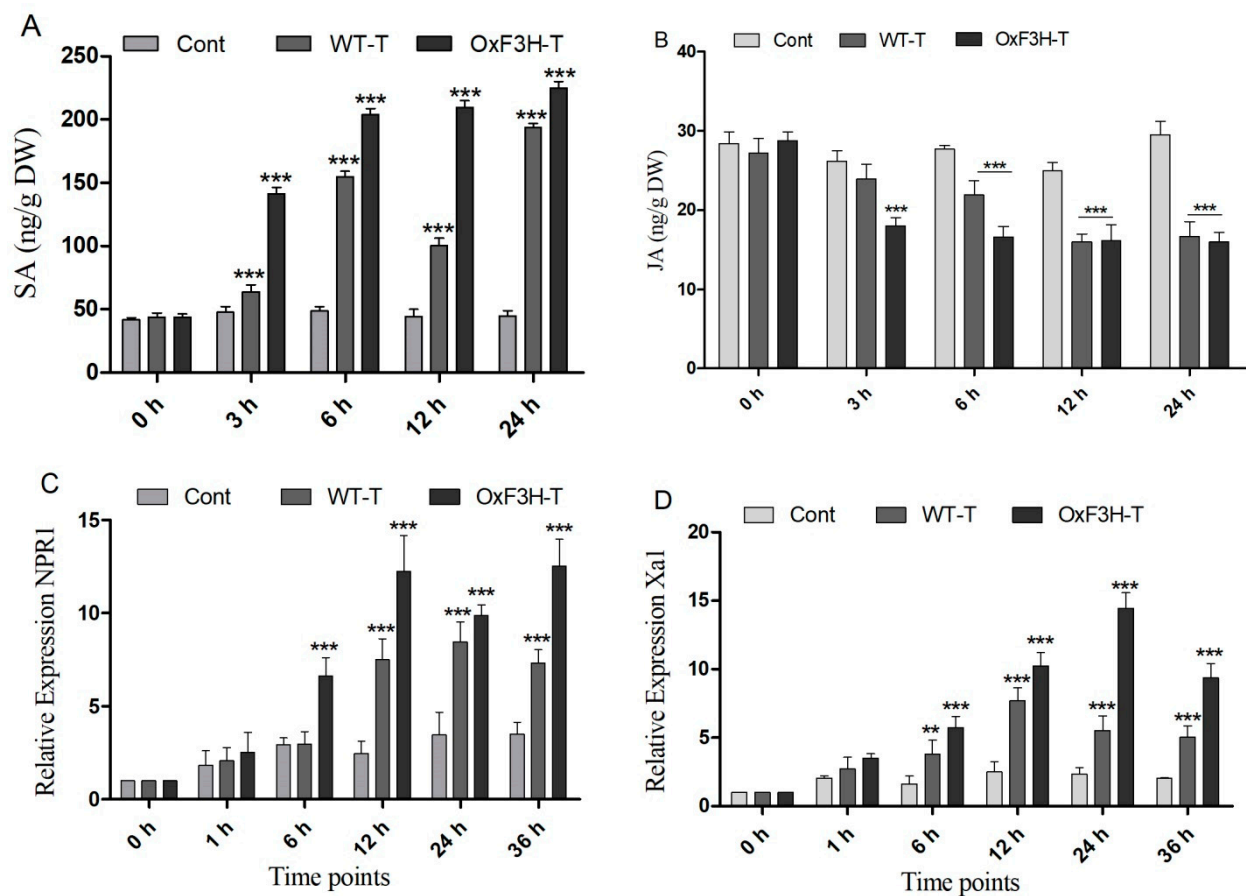 A
Cont WT-T OxF3H-T
SA (ng/g DW)
250
200
150
100
50
0
*** *** *** *** *** *** *** ***
0 h 3 h 6 h 12 h 24 h
B
Cont WT-T OxF3H-T
JA (ng/g DW)
40
30
20
10
0
*** *** *** ***
0 h 3 h 6 h 12 h 24 h
C
Cont WT-T OxF3H-T
Relative Expression NPR1
15
10
5
0
*** *** *** *** *** *** ***
0 h 1 h 6 h 12 h 24 h 36 h
Time points
D
Cont WT-T OxF3H-T
Relative Expression Xa1
20
15
10
5
0
** *** *** *** *** *** *** ***
0 h 1 h 6 h 12 h 24 h 36 h
Time points